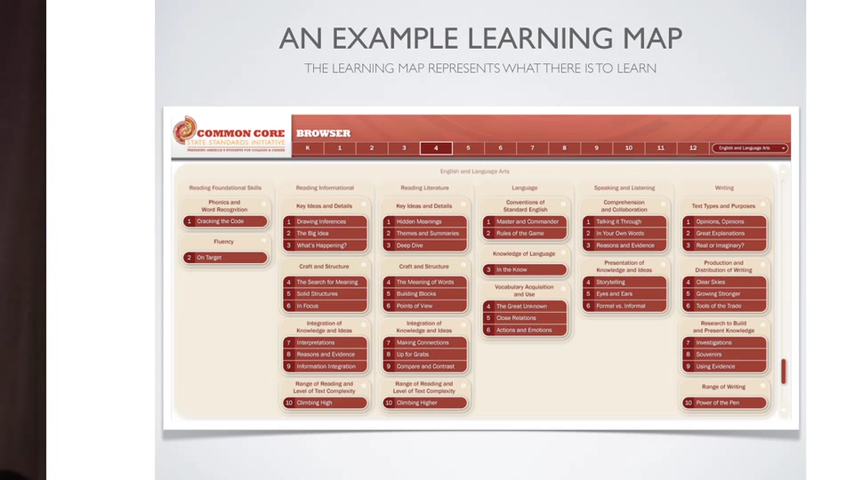 AN EXAMPLE LEARNING MAP
THE LEARNING MAP REPRESENTS WHAT THERE IS TO LEARN
COMMON CORE
STATE STANDARDS INITIATIVE
PREPARING AMERICA'S STUDENTS FOR COLLEGE & CAREER
BROWSER
K 1 2 3 4 5 6 7 8 9 10 11 12 English and Language Arts
English and Language Arts
Reading Foundational Skills
Phonics and
Word Recognition
1 Cracking the Code
Fluency
2 On Target
Reading Informational
Key Ideas and Details
1 Drawing Inferences
2 The Big Idea
3 What's Happening?
Craft and Structure
4 The Search for Meaning
5 Solid Structures
6 In Focus
Integration of
Knowledge and Ideas
7 Interpretations
8 Reasons and Evidence
9 Information Integration
Range of Reading and
Level of Text Complexity
10 Climbing High
Reading Literature
Key Ideas and Details
1 Hidden Meanings
2 Themes and Summaries
3 Deep Dive
Craft and Structure
4 The Meaning of Words
5 Building Blocks
6 Points of View
Integration of
Knowledge and Ideas
7 Making Connections
8 Up for Grabs
9 Compare and Contrast
Range of Reading and
Level of Text Complexity
10 Climbing Higher
Language
Conventions of
Standard English
1 Master and Commander
2 Rules of the Game
Knowledge of Language
3 In the Know
Vocabulary Acquisition
and Use
4 The Great Unknown
5 Close Relations
6 Actions and Emotions
Speaking and Listening
Comprehension
and Collaboration
1 Talking it Through
2 In Your Own Words
3 Reasons and Evidence
Presentation of
Knowledge and Ideas
4 Storytelling
5 Eyes and Ears
6 Formal vs. Informal
Writing
Text Types and Purposes
1 Opinions, Opinions
2 Great Explanations
3 Real or Imaginary?
Production and
Distribution of Writing
4 Clear Skies
5 Growing Stronger
6 Tools of the Trade
Research to Build
and Present Knowledge
7 Investigations
8 Souvenirs
9 Using Evidence
Range of Writing
10 Power of the Pen